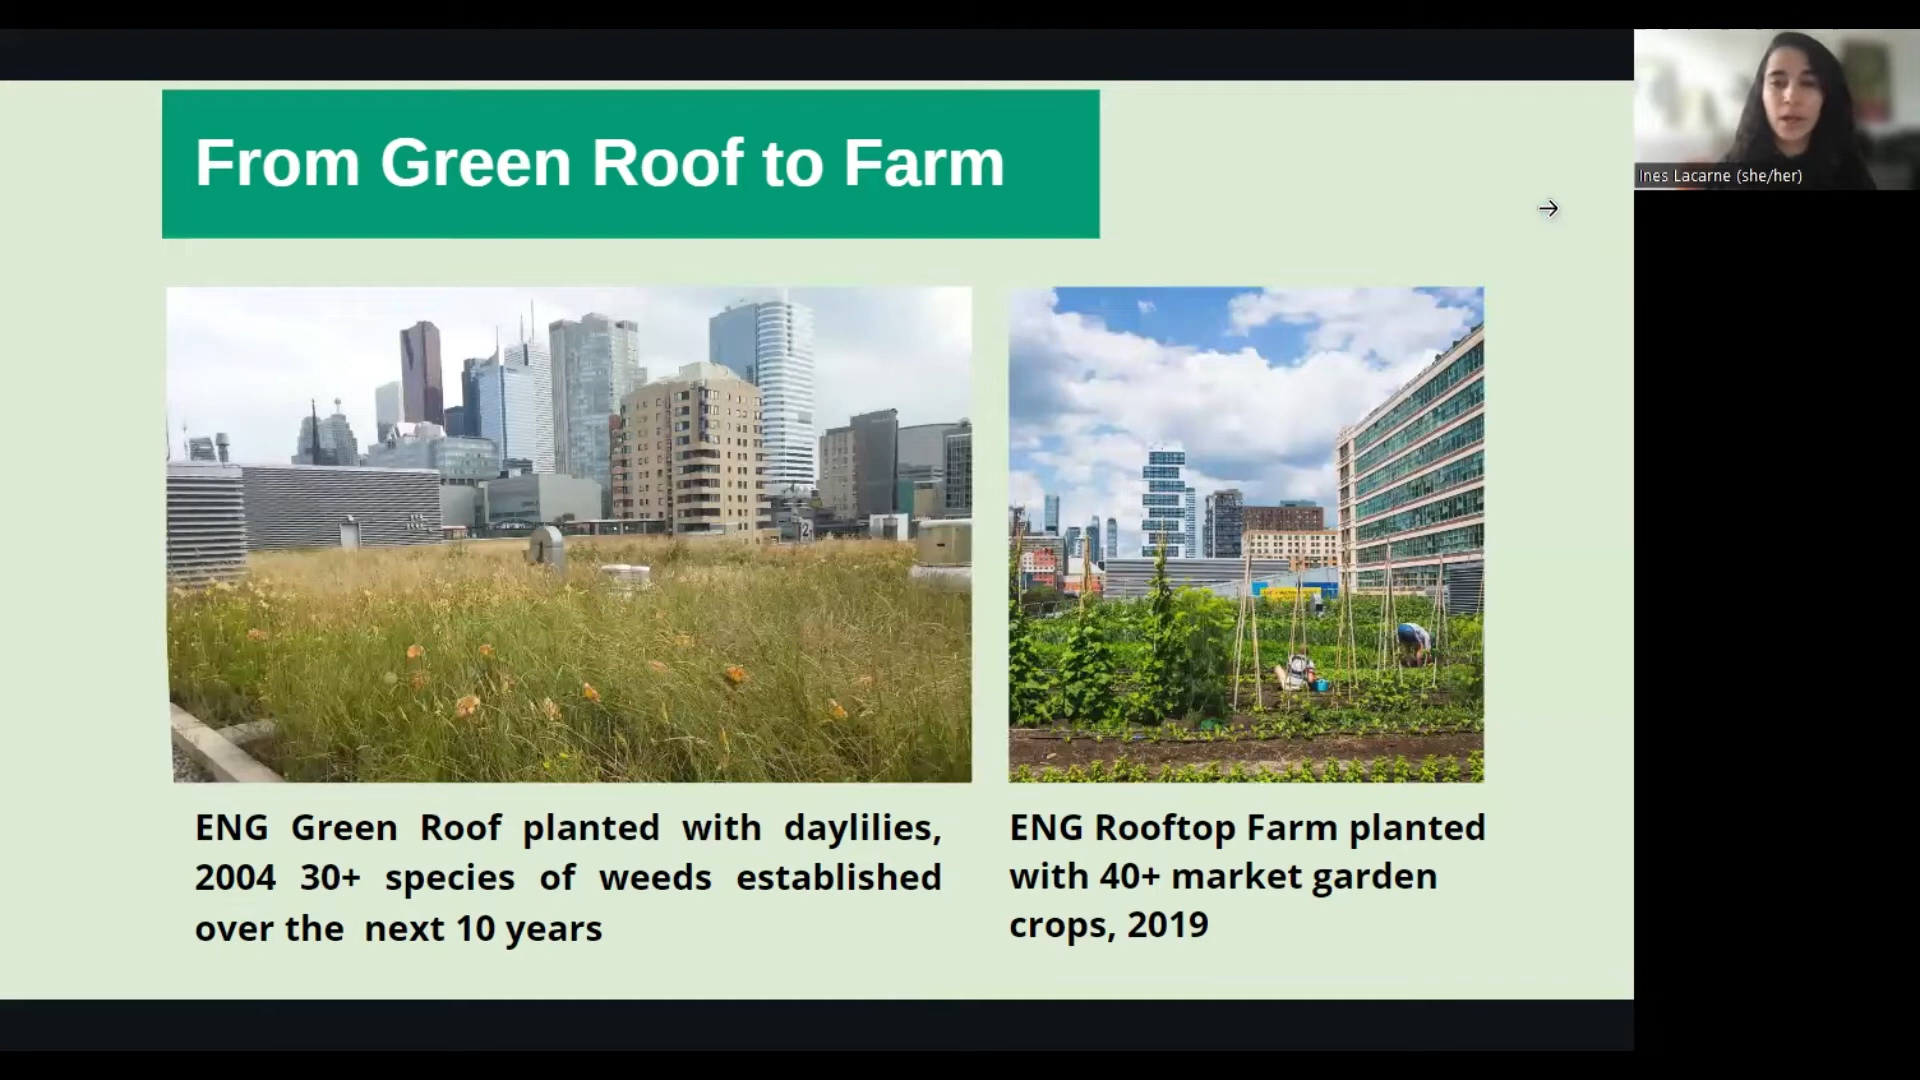 From Green Roof to Farm
Ines Lacarne (she/her)
ENG Green Roof planted with daylilies,
2004 30+ species of weeds established
over the next 10 years
ENG Rooftop Farm planted
with 40+ market garden
crops, 2019